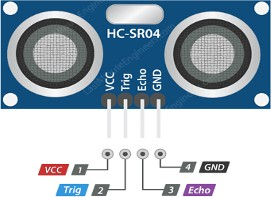 HC-SR04
VCC Trig Echo GND
VCC 1
4 GND
Trig 2
3 Echo